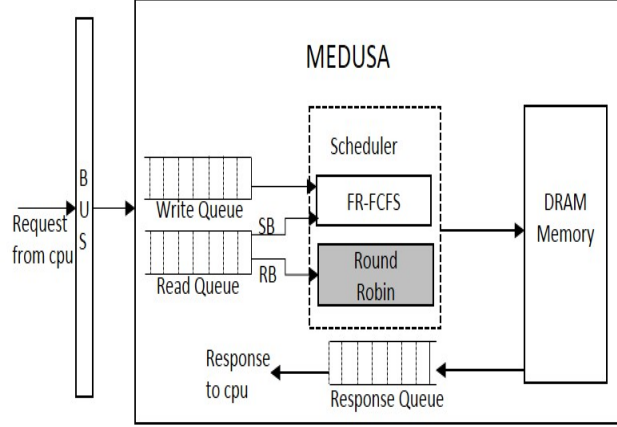 MEDUSA
Scheduler
B
U
S
Request
from cpu
Write Queue
FR-FCFS
SB
Read Queue
RB
Round
Robin
DRAM
Memory
Response
to cpu
Response Queue